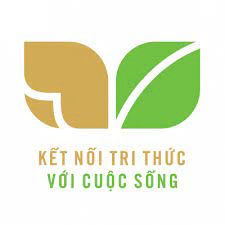 KẾT NỐI TRI THỨC
VỚI CUỘC SỐNG